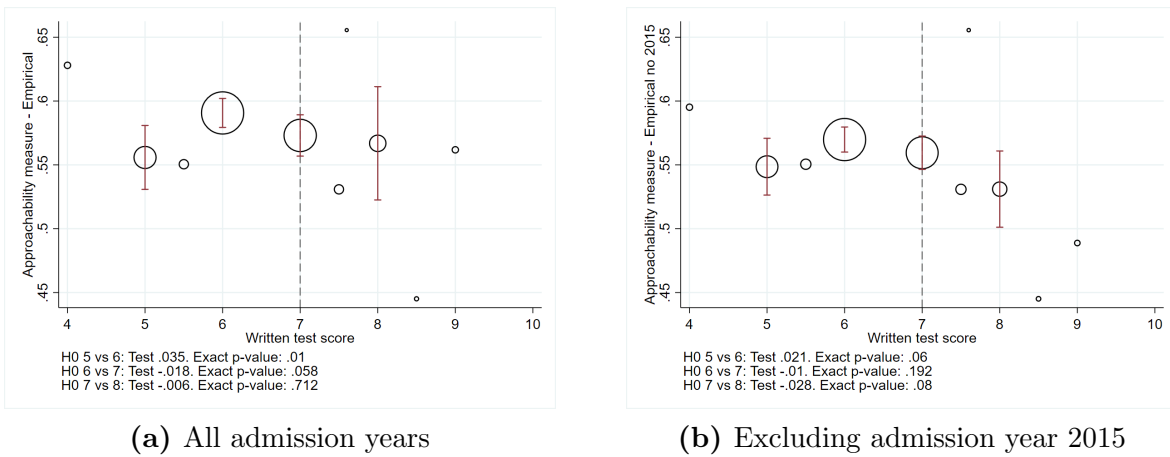 Approachability measure - Empirical
.65
.6
.55
.5
.45
4 5 6 7 8 9 10
Written test score
H0 5 vs 6: Test .035. Exact p-value: .01
H0 6 vs 7: Test -.018. Exact p-value: .058
H0 7 vs 8: Test -.006. Exact p-value: .712
(a) All admission years
Approachability measure - Empirical no 2015
.65
.6
.55
.5
.45
4 5 6 7 8 9 10
Written test score
H0 5 vs 6: Test .021. Exact p-value: .06
H0 6 vs 7: Test -.01. Exact p-value: .192
H0 7 vs 8: Test -.028. Exact p-value: .08
(b) Excluding admission year 2015